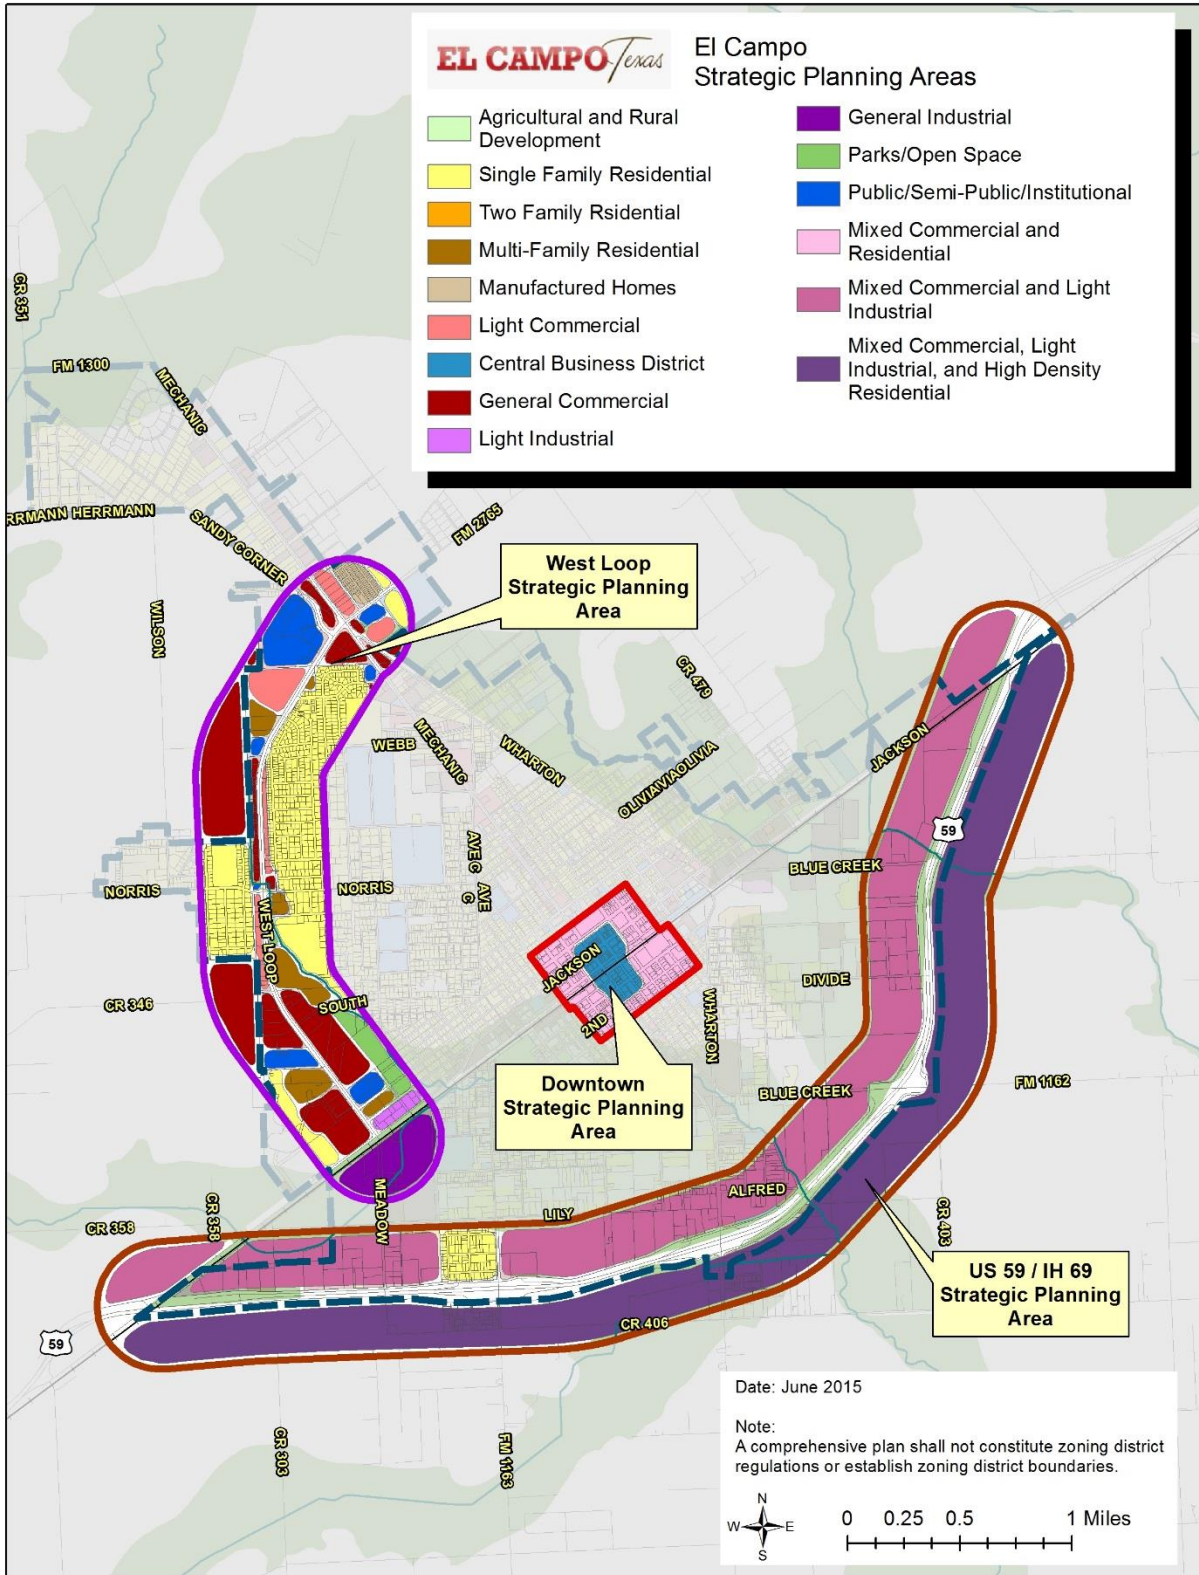 EL CAMPO Texas
El Campo
Strategic Planning Areas
Agricultural and Rural
Development
Single Family Residential
Two Family Rsidential
Multi-Family Residential
Manufactured Homes
Light Commercial
Central Business District
General Commercial
Light Industrial
General Industrial
Parks/Open Space
Public/Semi-Public/Institutional
Mixed Commercial and
Residential
Mixed Commercial and Light
Industrial
Mixed Commercial, Light
Industrial, and High Density
Residential
CR 351
FM 1300
MECHANIC
RRMANN HERRMANN
SANDY CORNER
FM 2765
WILSON
West Loop
Strategic Planning
Area
CR 479
JACKSON
WEBB
MECHANIC
WHARTON
OLIVIAVIAOLIVIA
59
BLUE CREEK
AVE C
AVE
C
NORRIS
NORRIS
WEST LOOP
JACKSON
DIVIDE
CR 346
SOUTH
2ND
WHARTON
Downtown
Strategic Planning
Area
BLUE CREEK
FM 1162
MEADOW
ALFRED
LILY
CR 358
CR 358
CR 403
US 59 / IH 69
Strategic Planning
Area
CR 406
59
CR 303
FM 1163
Date: June 2015
Note:
A comprehensive plan shall not constitute zoning district
regulations or establish zoning district boundaries.
N
W E
S
0 0.25 0.5 1 Miles